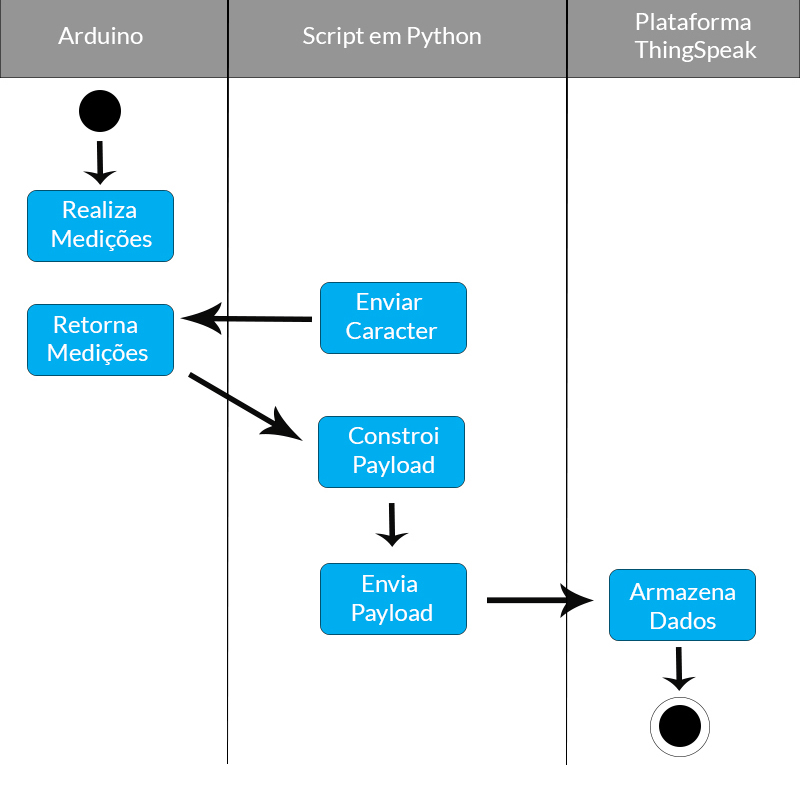 Arduino
Script em Python
Plataforma
ThingSpeak
Realiza
Medições
Enviar
Caracter
Retorna
Medições
Constroi
Payload
Envia
Payload
Armazena
Dados